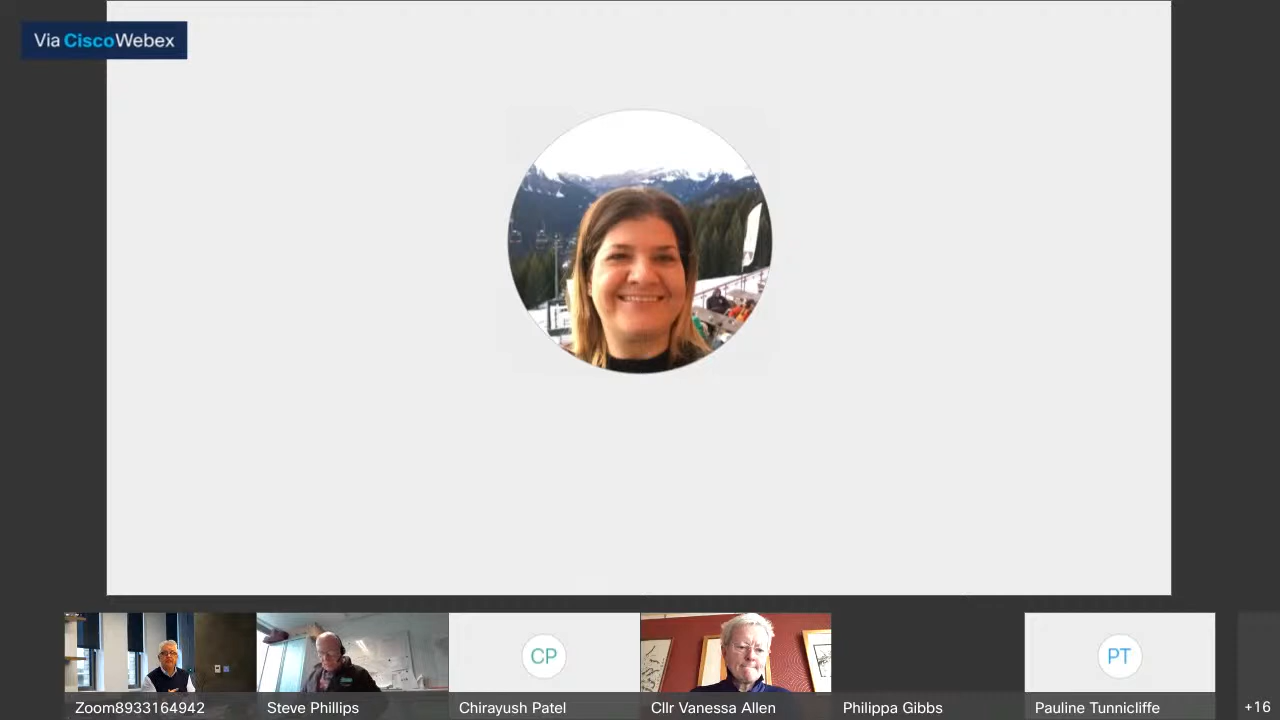 Via CiscoWebex
CP
PT
Zoom8933164942
Steve Phillips
Chirayush Patel
Cllr Vanessa Allen
Philippa Gibbs
Pauline Tunnicliffe
+16